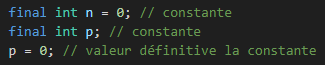 final int n = 0; // constante
final int p; // constante
p = 0; // valeur définitive la constante